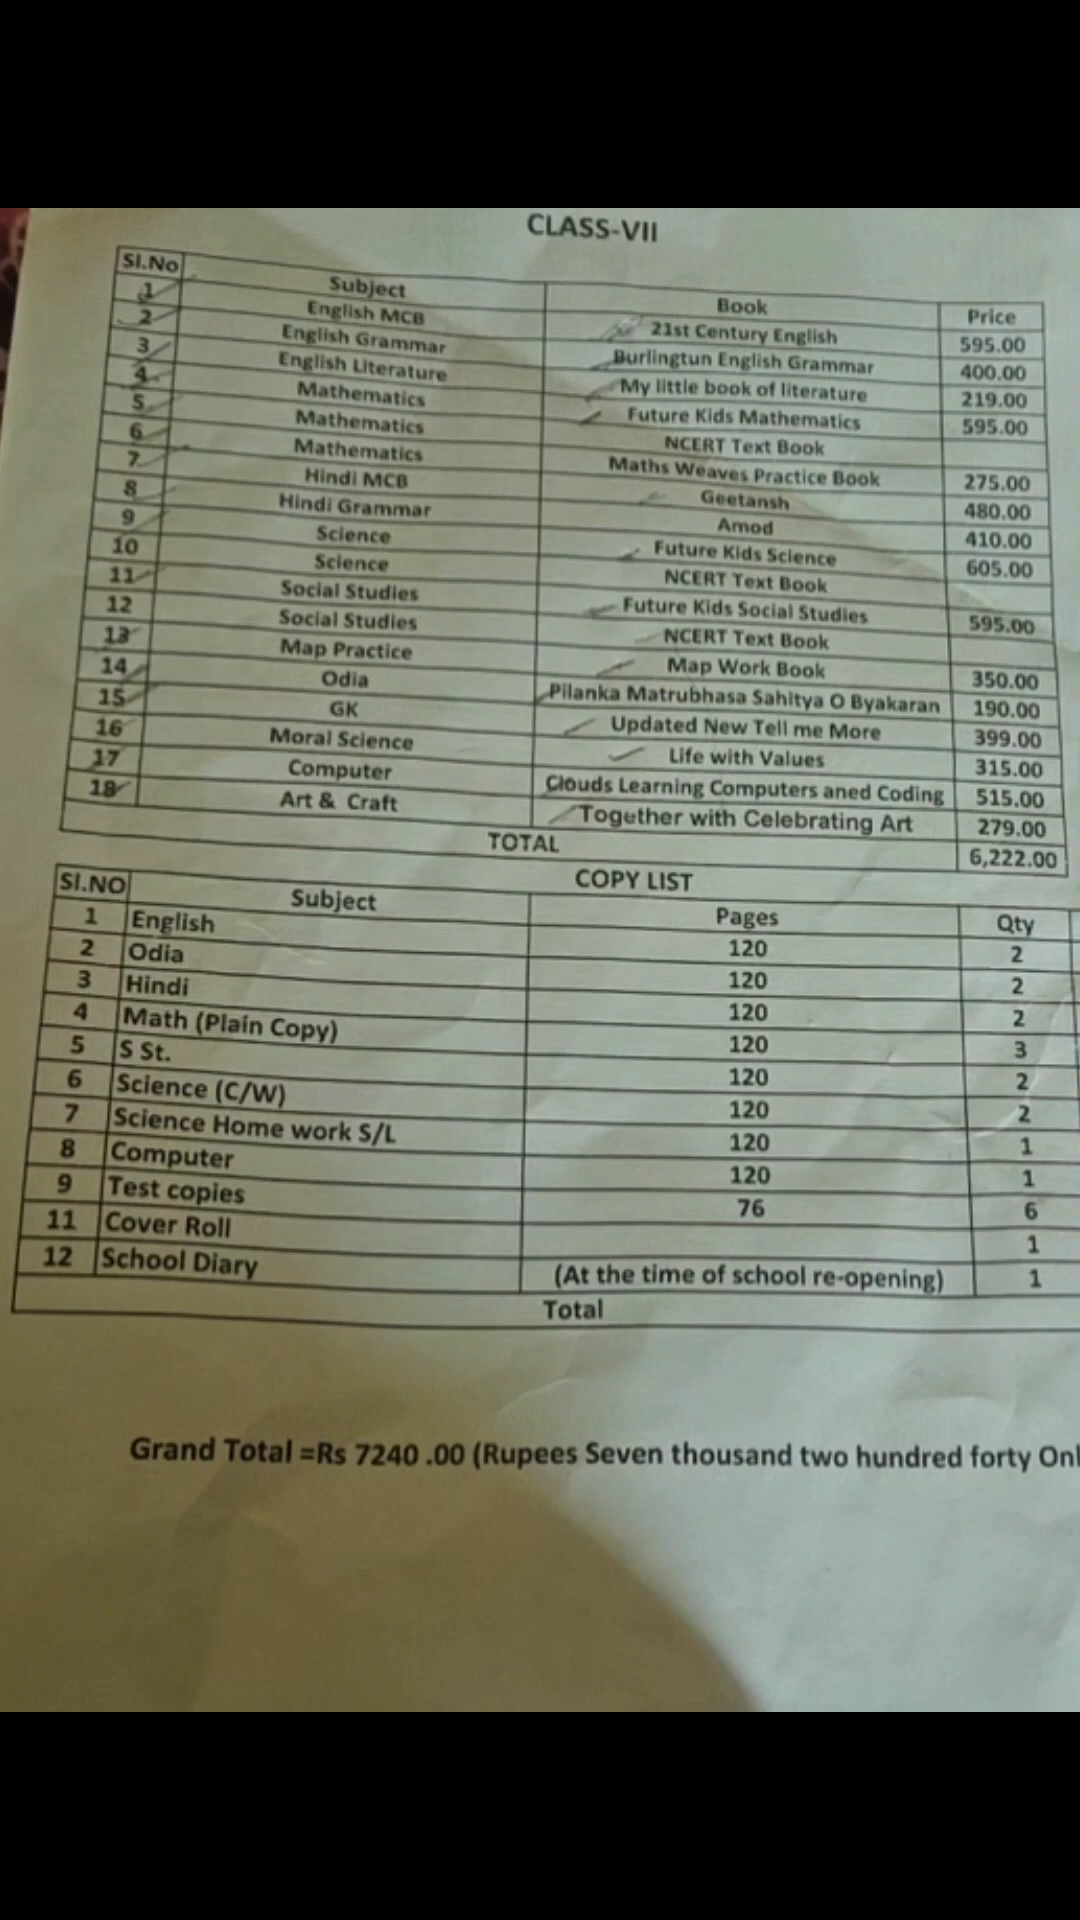 CLASS-VII
Sl.No Subject Book Price
1 English MCB 21st Century English 595.00
2 English Grammar Burlingtun English Grammar 400.00
3 English Literature My little book of literature 219.00
4 Mathematics Future Kids Mathematics 595.00
5 Mathematics NCERT Text Book
6 Mathematics Maths Weaves Practice Book 275.00
7 Hindi MCB Geetansh 480.00
8 Hindi Grammar Amod 410.00
9 Science Future Kids Science 605.00
10 Science NCERT Text Book
11 Social Studies Future Kids Social Studies 595.00
12 Social Studies NCERT Text Book
13 Map Practice Map Work Book 350.00
14 Odia Pilanka Matrubhasa Sahitya O Byakaran 190.00
15 GK Updated New Tell me More 399.00
16 Moral Science Life with Values 315.00
17 Computer Clouds Learning Computers aned Coding 515.00
18 Art & Craft Together with Celebrating Art 279.00
TOTAL 6,222.00
COPY LIST
Sl.NO Subject Pages Qty
1 English 120 2
2 Odia 120 2
3 Hindi 120 2
4 Math (Plain Copy) 120 3
5 S St. 120 2
6 Science (C/W) 120 2
7 Science Home work S/L 120 1
8 Computer 120 1
9 Test copies 76 6
11 Cover Roll 1
12 School Diary (At the time of school re-opening) 1
Total
Grand Total =Rs 7240 .00 (Rupees Seven thousand two hundred forty Onl